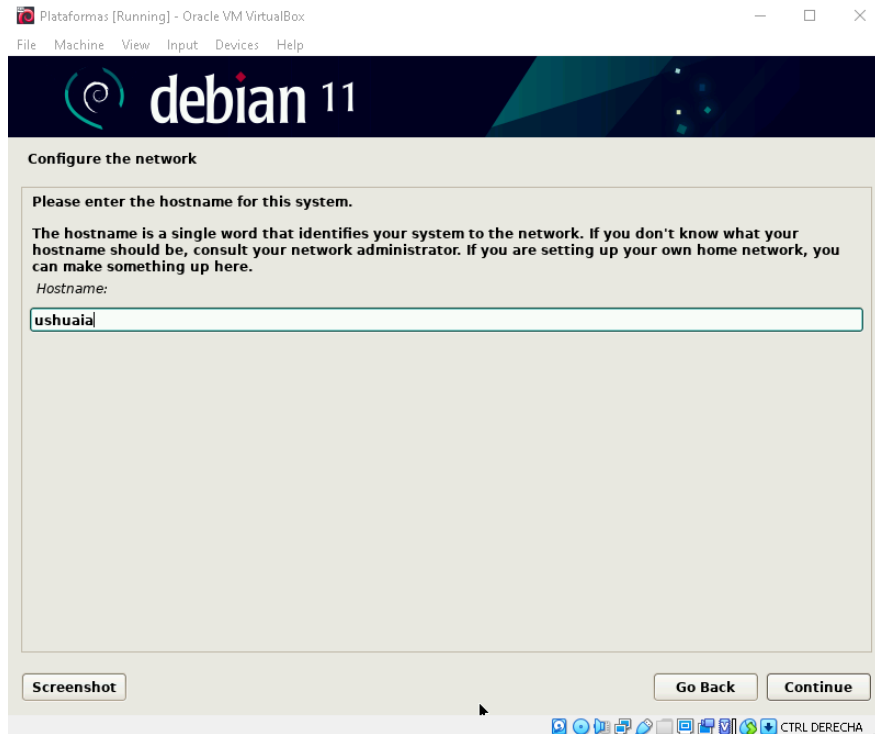 Plataformas [Running] - Oracle VM VirtualBox
File Machine View Input Devices Help
debian 11
Configure the network
Please enter the hostname for this system.
The hostname is a single word that identifies your system to the network. If you don't know what your
hostname should be, consult your network administrator. If you are setting up your own home network, you
can make something up here.
Hostname:
ushuaia
Screenshot
Go Back
Continue
CTRL DERECHA